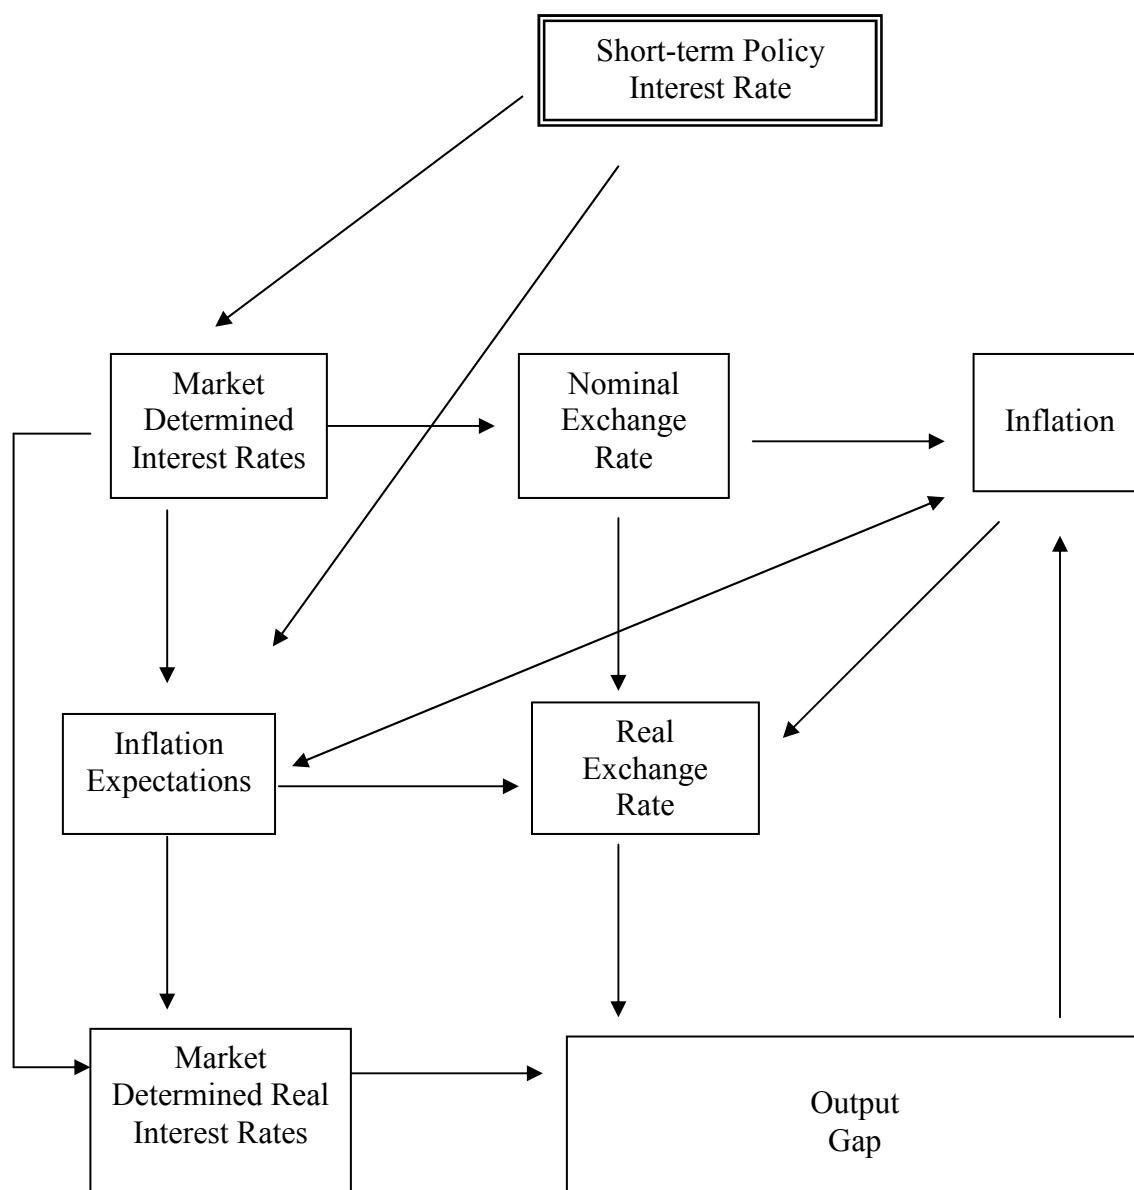 Short-term Policy
Interest Rate
Market
Determined
Interest Rates
Nominal
Exchange
Rate
Inflation
Inflation
Expectations
Real
Exchange
Rate
Market
Determined Real
Interest Rates
Output
Gap